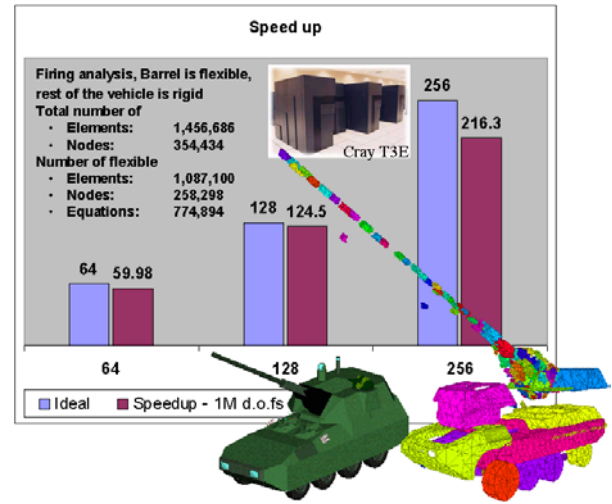 Speed up
Firing analysis, Barrel is flexible,
rest of the vehicle is rigid
Total number of
· Elements: 1,456,686
· Nodes: 354,434
Number of flexible
· Elements: 1,087,100
· Nodes: 258,298
· Equations: 774,894
Cray T3E
256
216.3
128
124.5
64
59.98
64
128
256
Ideal
Speedup - 1M d.o.fs